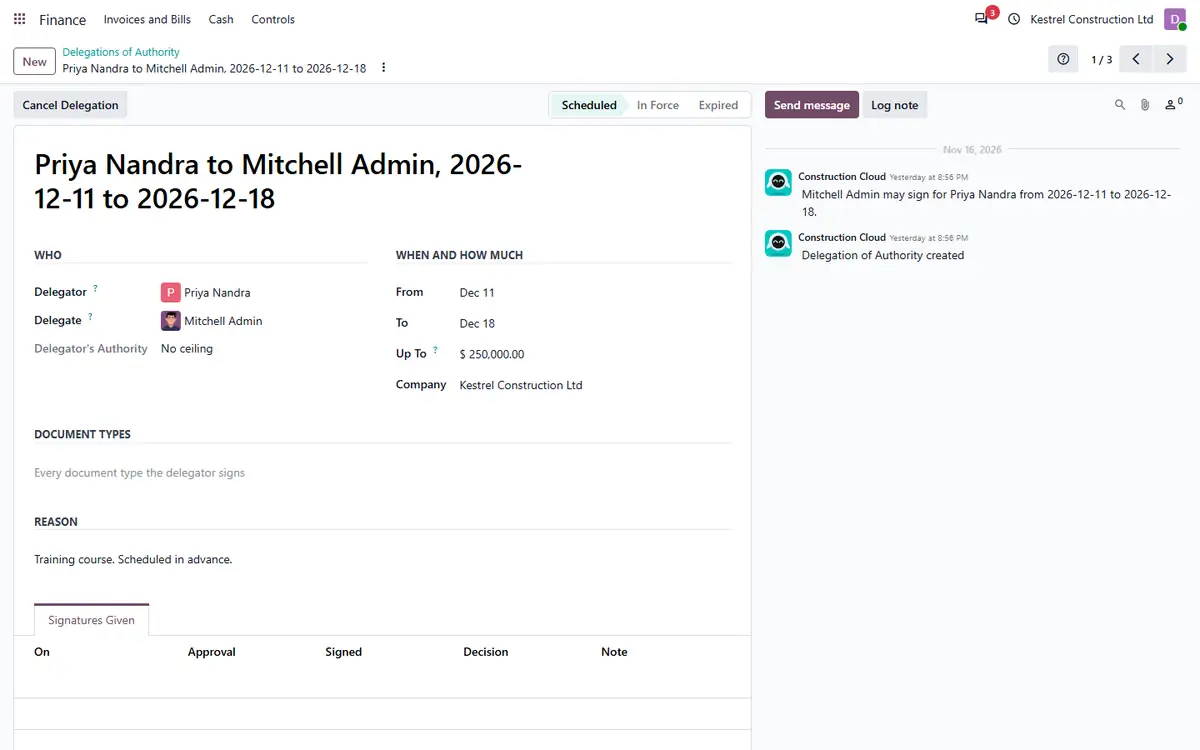 Finance Invoices and Bills Cash Controls 3 Kestrel Construction Ltd D
New Delegations of Authority
Priya Nandra to Mitchell Admin, 2026-12-11 to 2026-12-18
1 / 3
Cancel Delegation Scheduled In Force Expired
Send message Log note 0
Priya Nandra to Mitchell Admin, 2026-
12-11 to 2026-12-18
WHO
Delegator ? P Priya Nandra
Delegate ? Mitchell Admin
Delegator's Authority No ceiling
WHEN AND HOW MUCH
From Dec 11
To Dec 18
Up To ? $ 250,000.00
Company Kestrel Construction Ltd
DOCUMENT TYPES
Every document type the delegator signs
REASON
Training course. Scheduled in advance.
Signatures Given
On Approval Signed Decision Note
Nov 16, 2026
Construction Cloud Yesterday at 8:56 PM
Mitchell Admin may sign for Priya Nandra from 2026-12-11 to 2026-12-
18.
Construction Cloud Yesterday at 8:56 PM
Delegation of Authority created